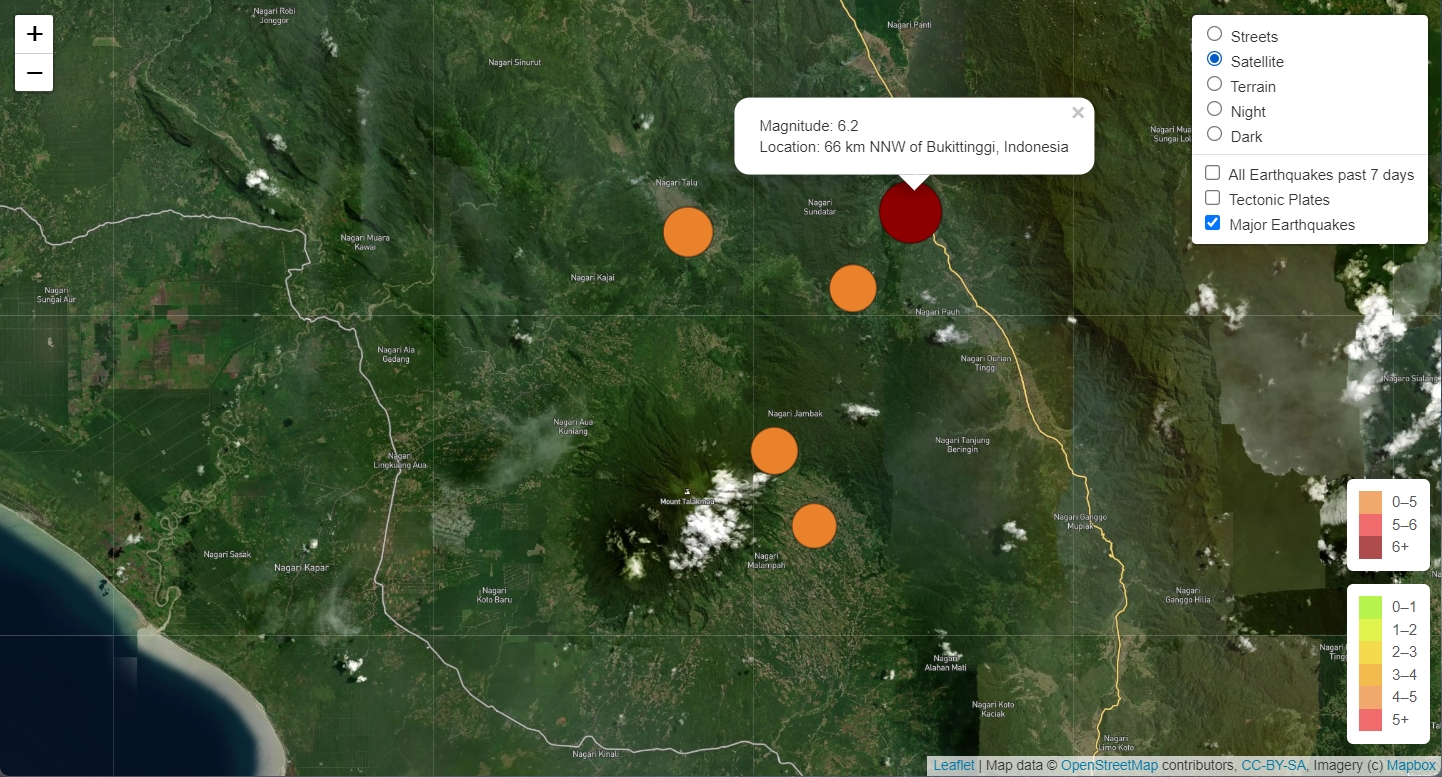 Nagari Robi
Jonggor
Nagari Panti
+
−
Nagari Sinurut
Streets
Satellite
Terrain
Night
Dark
All Earthquakes past 7 days
Tectonic Plates
Major Earthquakes
×
Magnitude: 6.2
Location: 66 km NNW of Bukittinggi, Indonesia
Nagari Talu
Nagari
Sundatar
Nagari Muara
Kawai
Nagari Kajai
Nagari
Sungai Aur
Nagari Pauh
Nagari Aia
Gadang
Nagari Durien
Tinggi
Nagari Jambak
Nagari Aua
Kuniang
Nagari Tanjung
Beringin
Nagari
Lingkuang Aua
Mount Talakmau
0–5
5–6
6+
Nagari Ganggo
Mupiak
Nagari Sasak
Nagari Kapar
Nagari
Malampah
Nagari
Koto Baru
Nagari
Ganggo Hilia
0–1
1–2
2–3
3–4
4–5
5+
Nagari
Alahan Mati
Nagari Koto
Kaciak
Nagari
Limo Koto
Nagari Kinali
Leaflet | Map data © OpenStreetMap contributors, CC-BY-SA, Imagery (c) Mapbox